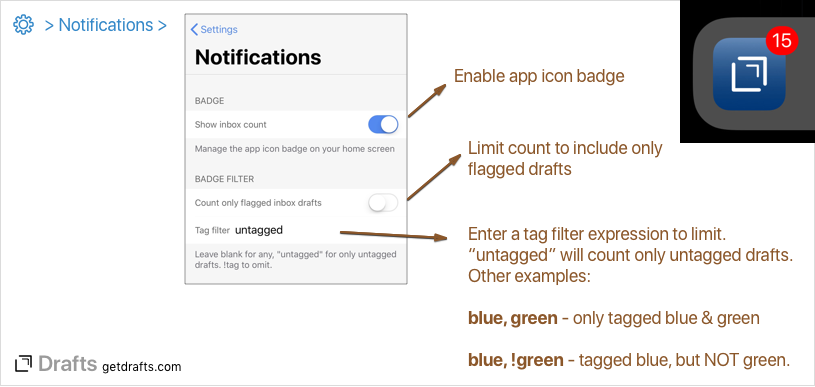 > Notifications >
Settings
Notifications
BADGE
Show inbox count
Manage the app icon badge on your home screen
BADGE FILTER
Count only flagged inbox drafts
Tag filter untagged
Leave blank for any, "untagged" for only untagged
drafts. !tag to omit.
15
Enable app icon badge
Limit count to include only
flagged drafts
Enter a tag filter expression to limit.
“untagged” will count only untagged drafts.
Other examples:
blue, green - only tagged blue & green
blue, !green - tagged blue, but NOT green.
Drafts getdrafts.com